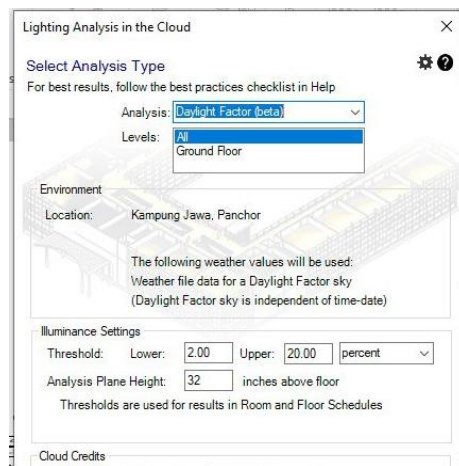 Lighting Analysis in the Cloud
Select Analysis Type
For best results, follow the best practices checklist in Help
Analysis: Daylight Factor (beta)
Levels: All
Ground Floor
Environment
Location: Kampung Jawa, Panchor
The following weather values will be used:
Weather file data for a Daylight Factor sky
(Daylight Factor sky is independent of time-date)
Illuminance Settings
Threshold: Lower: 2.00 Upper: 20.00 percent
Analysis Plane Height: 32 inches above floor
Thresholds are used for results in Room and Floor Schedules
Cloud Credits